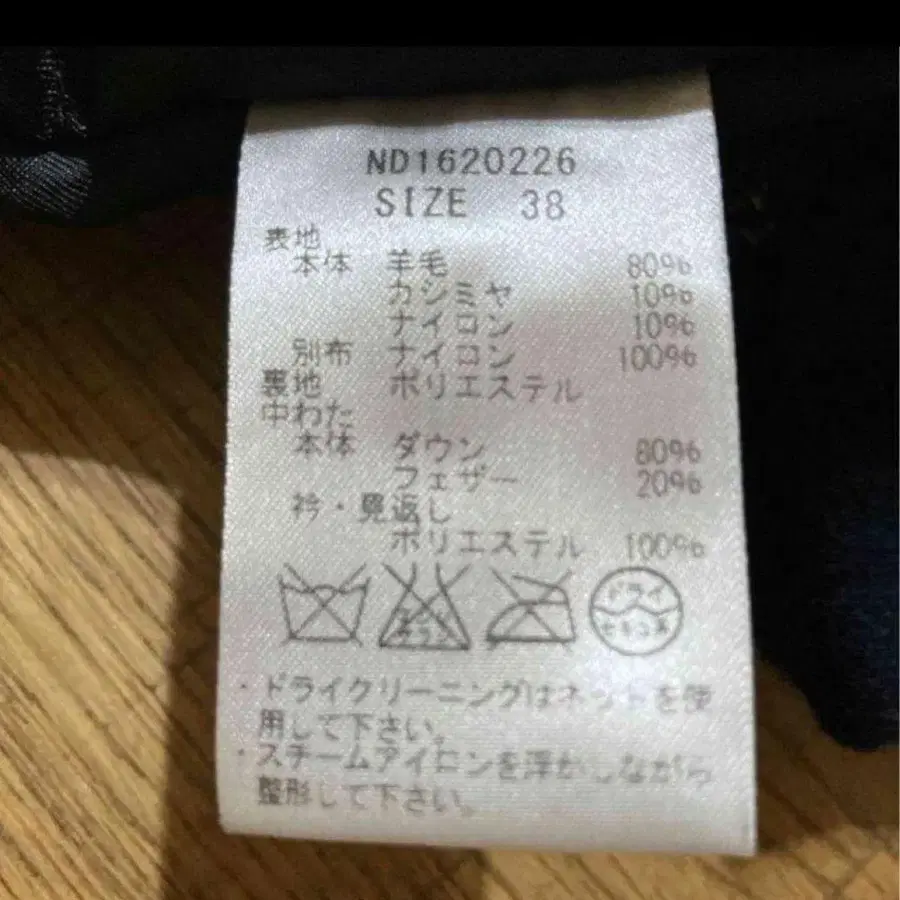 ND1620226
SIZE 38
表地
本体 羊毛 80%
カシミヤ 10%
ナイロン 10%
別布 ナイロン 100%
裏地 ポリエステル
中わた
本体 ダウン 80%
フェザー 20%
衿・見返し
ポリエステル 100%
エンソ
ドライ
セキユ系
・ドライクリーニングはネットを使
用して下さい。
・スチームアイロンを浮かしながら
整形して下さい。